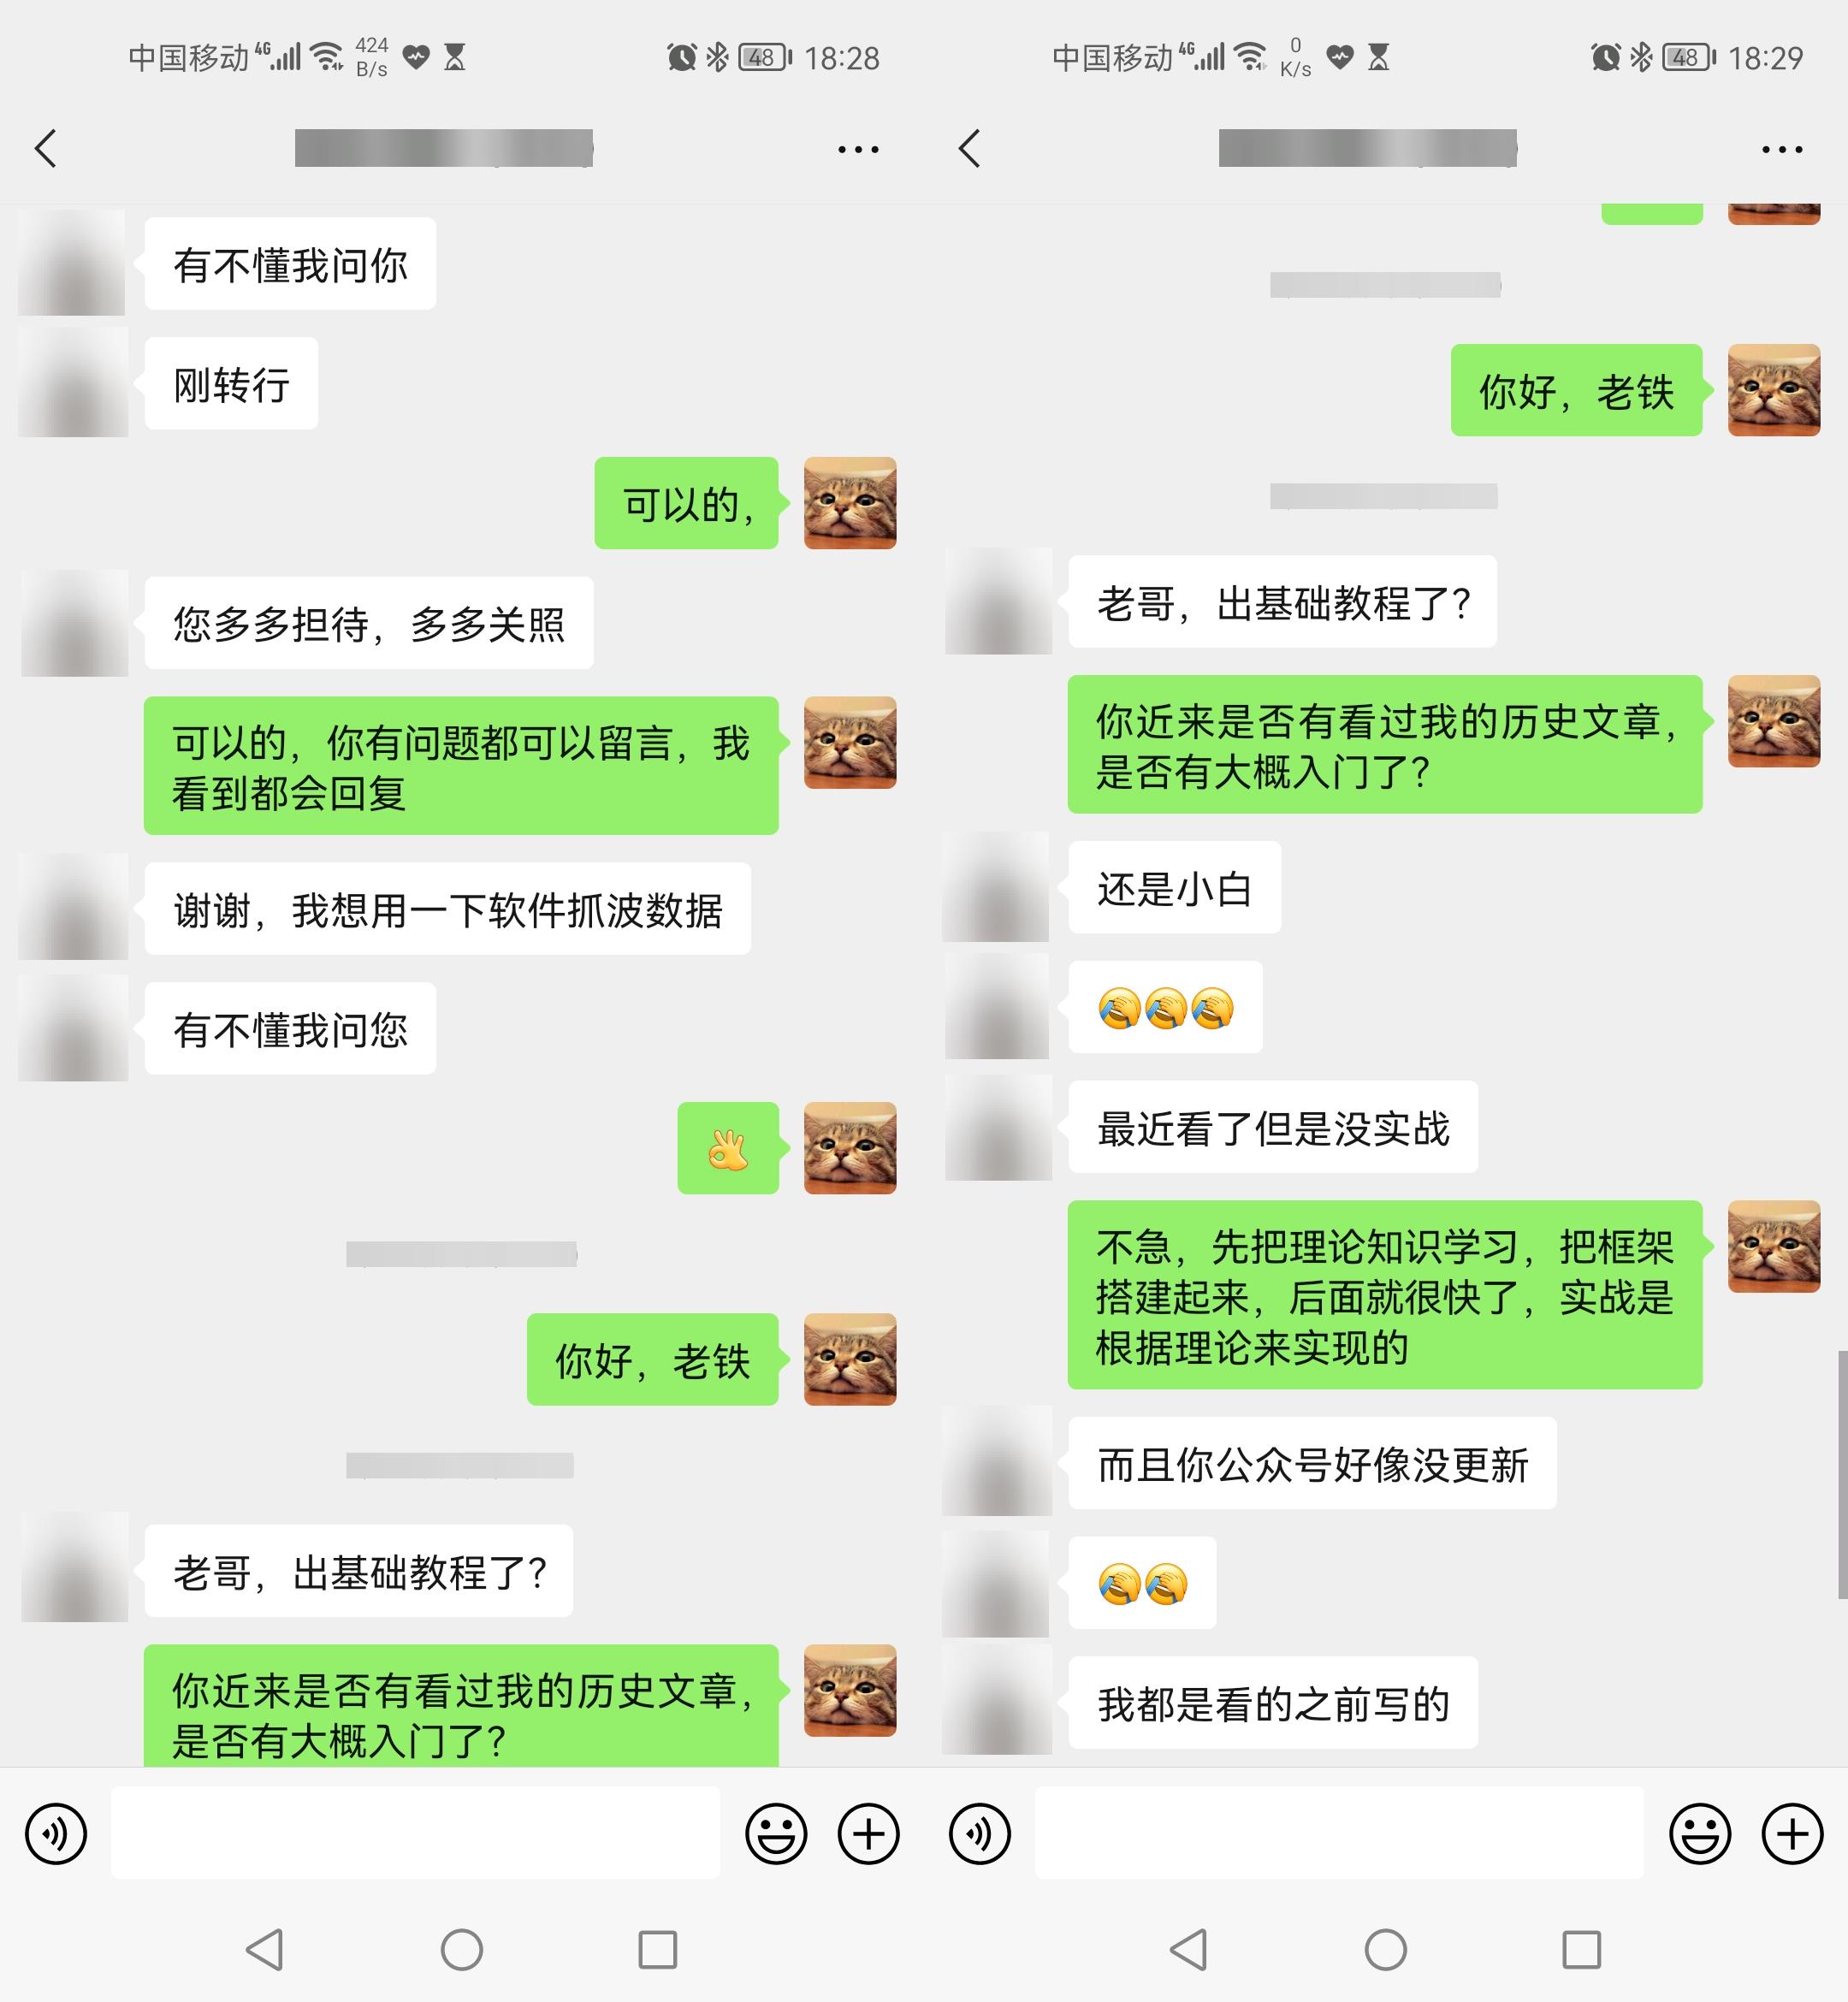 中国移动 4G 424 B/s 48 18:28
有不懂我问你
刚转行
可以的，
您多多担待，多多关照
可以的，你有问题都可以留言，我
看到都会回复
谢谢，我想用一下软件抓波数据
有不懂我问您
👌
你好，老铁
老哥，出基础教程了？
你近来是否有看过我的历史文章，
是否有大概入门了？
中国移动 4G 0 K/s 48 18:29
你好，老铁
老哥，出基础教程了？
你近来是否有看过我的历史文章，
是否有大概入门了？
还是小白
🤣🤣🤣
最近看了但是没实战
不急，先把理论知识学习，把框架
搭建起来，后面就很快了，实战是
根据理论来实现的
而且你公众号好像没更新
🤣🤣
我都是看的之前写的